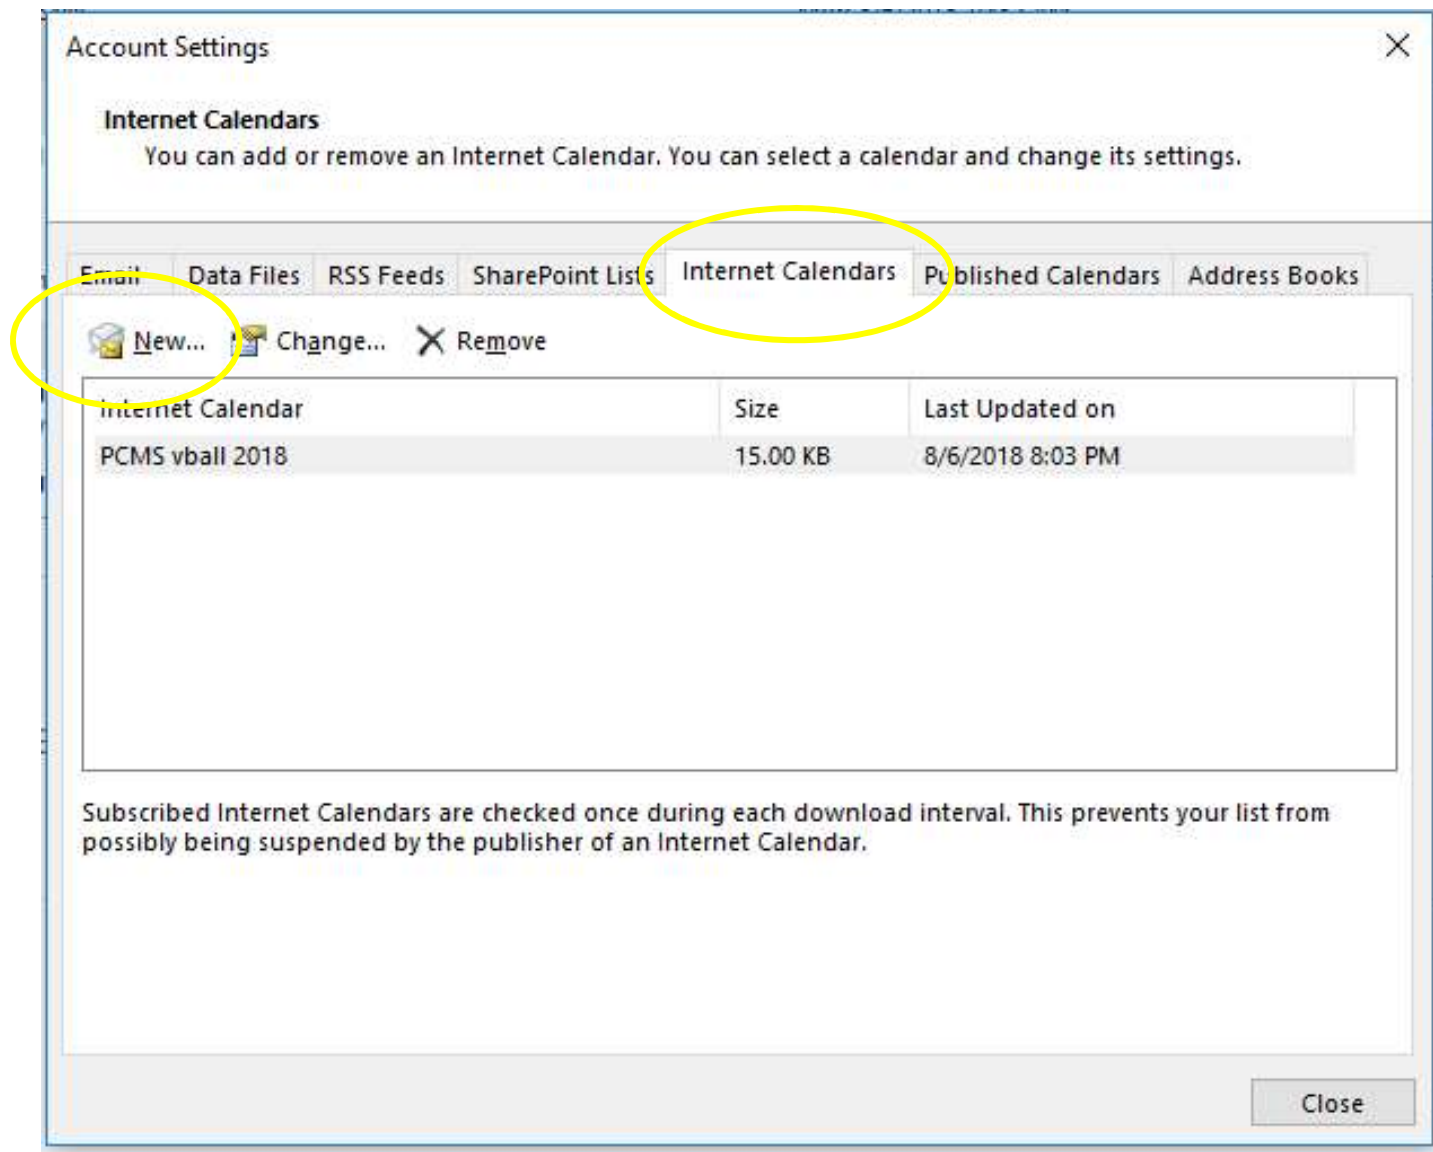 Account Settings
Internet Calendars
You can add or remove an Internet Calendar. You can select a calendar and change its settings.
Email Data Files RSS Feeds SharePoint Lists Internet Calendars Published Calendars Address Books
New... Change... Remove
Internet Calendar Size Last Updated on
PCMS vball 2018 15.00 KB 8/6/2018 8:03 PM
Subscribed Internet Calendars are checked once during each download interval. This prevents your list from
possibly being suspended by the publisher of an Internet Calendar.
Close